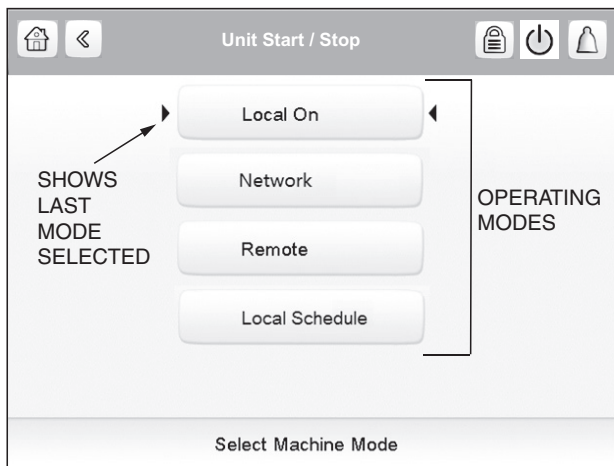 Unit Start / Stop
Local On
Network
Remote
Local Schedule
SHOWS
LAST
MODE
SELECTED
OPERATING
MODES
Select Machine Mode